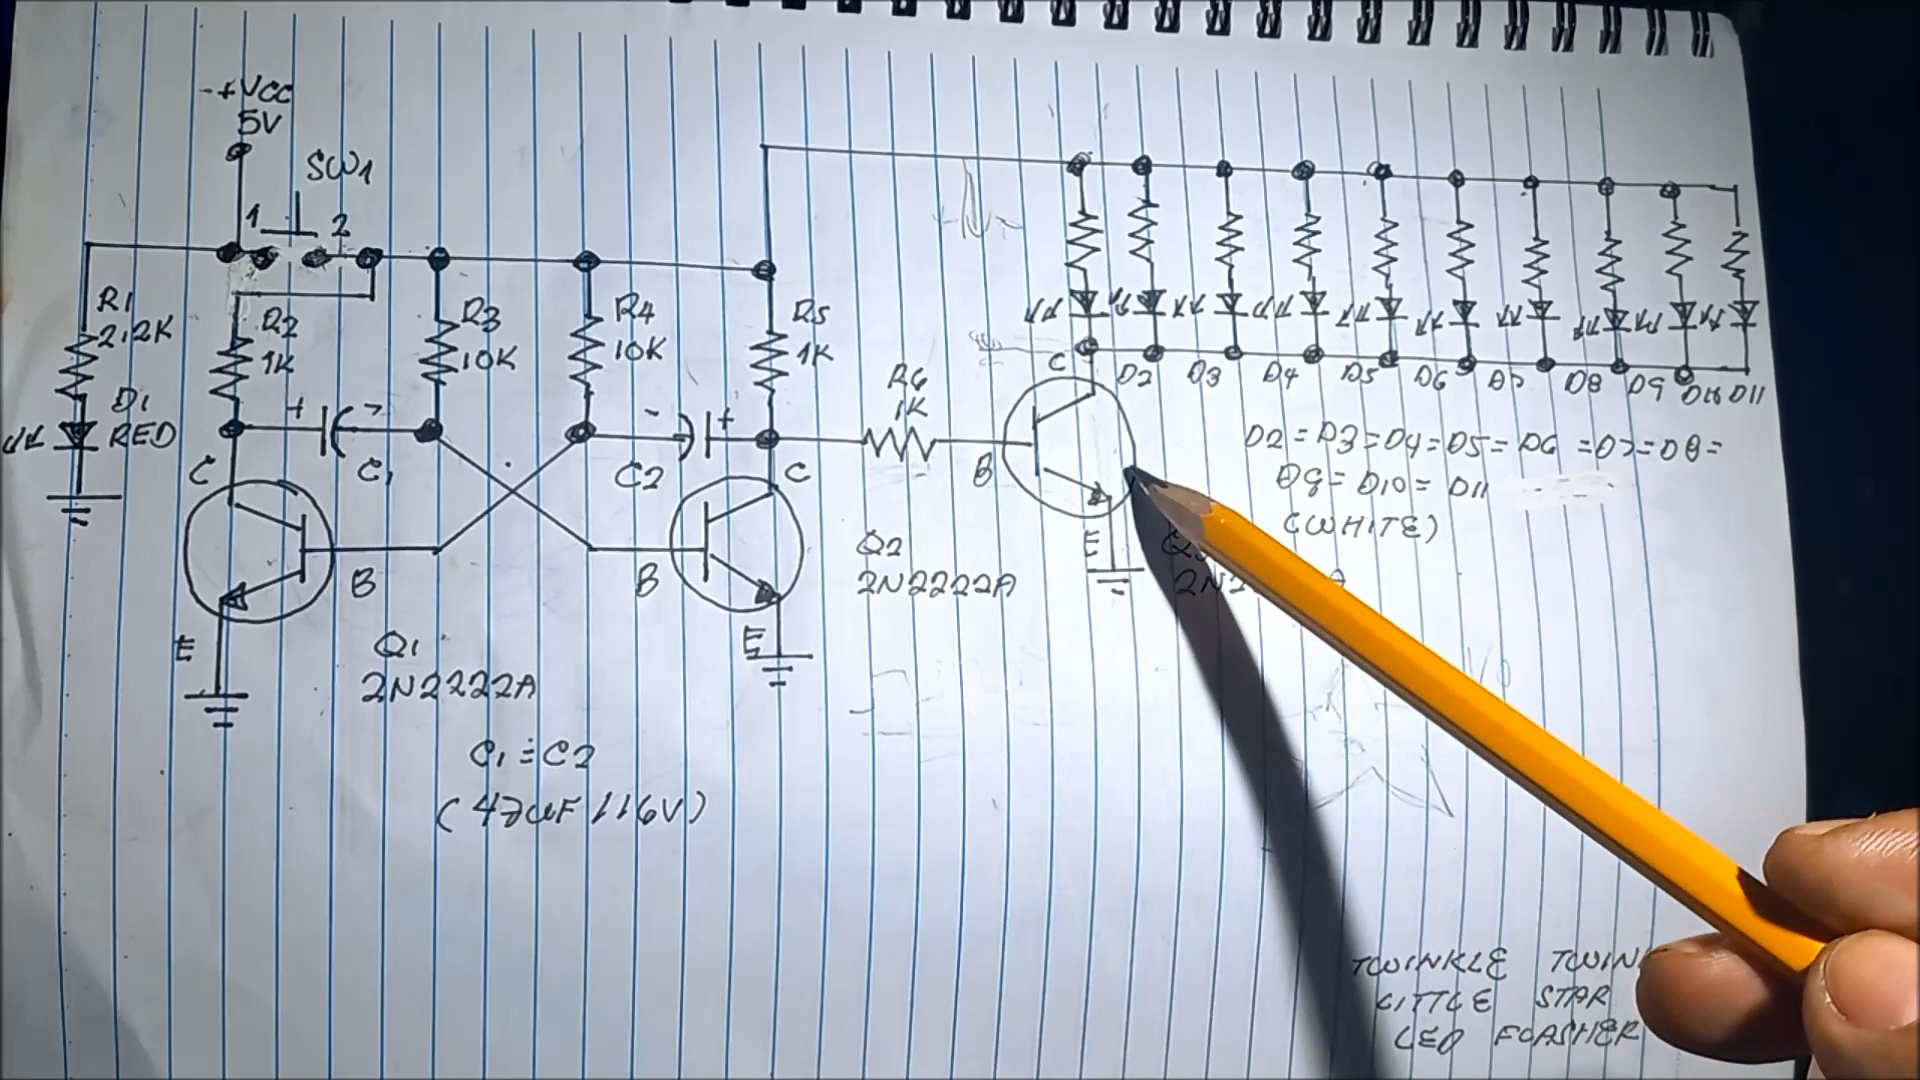 -+VCC
5V
SW1
1 2
R1
2.2K
R2
1K
R3
10K
R4
10K
R5
1K
D1
RED
+ -
C1
- +
C2
R6
1K
C
B
E
C
B
E
C
B
E
Q1
2N2222A
Q2
2N2222A
D2 D3 D4 D5 D6 D7 D8 D9 D10 D11
D2 = D3 = D4 = D5 = D6 = D7 = D8 =
D9 = D10 = D11
(WHITE)
C1 = C2
(47uF / 16V)
TWINKLE
LITTLE STAR
LED FLASHER